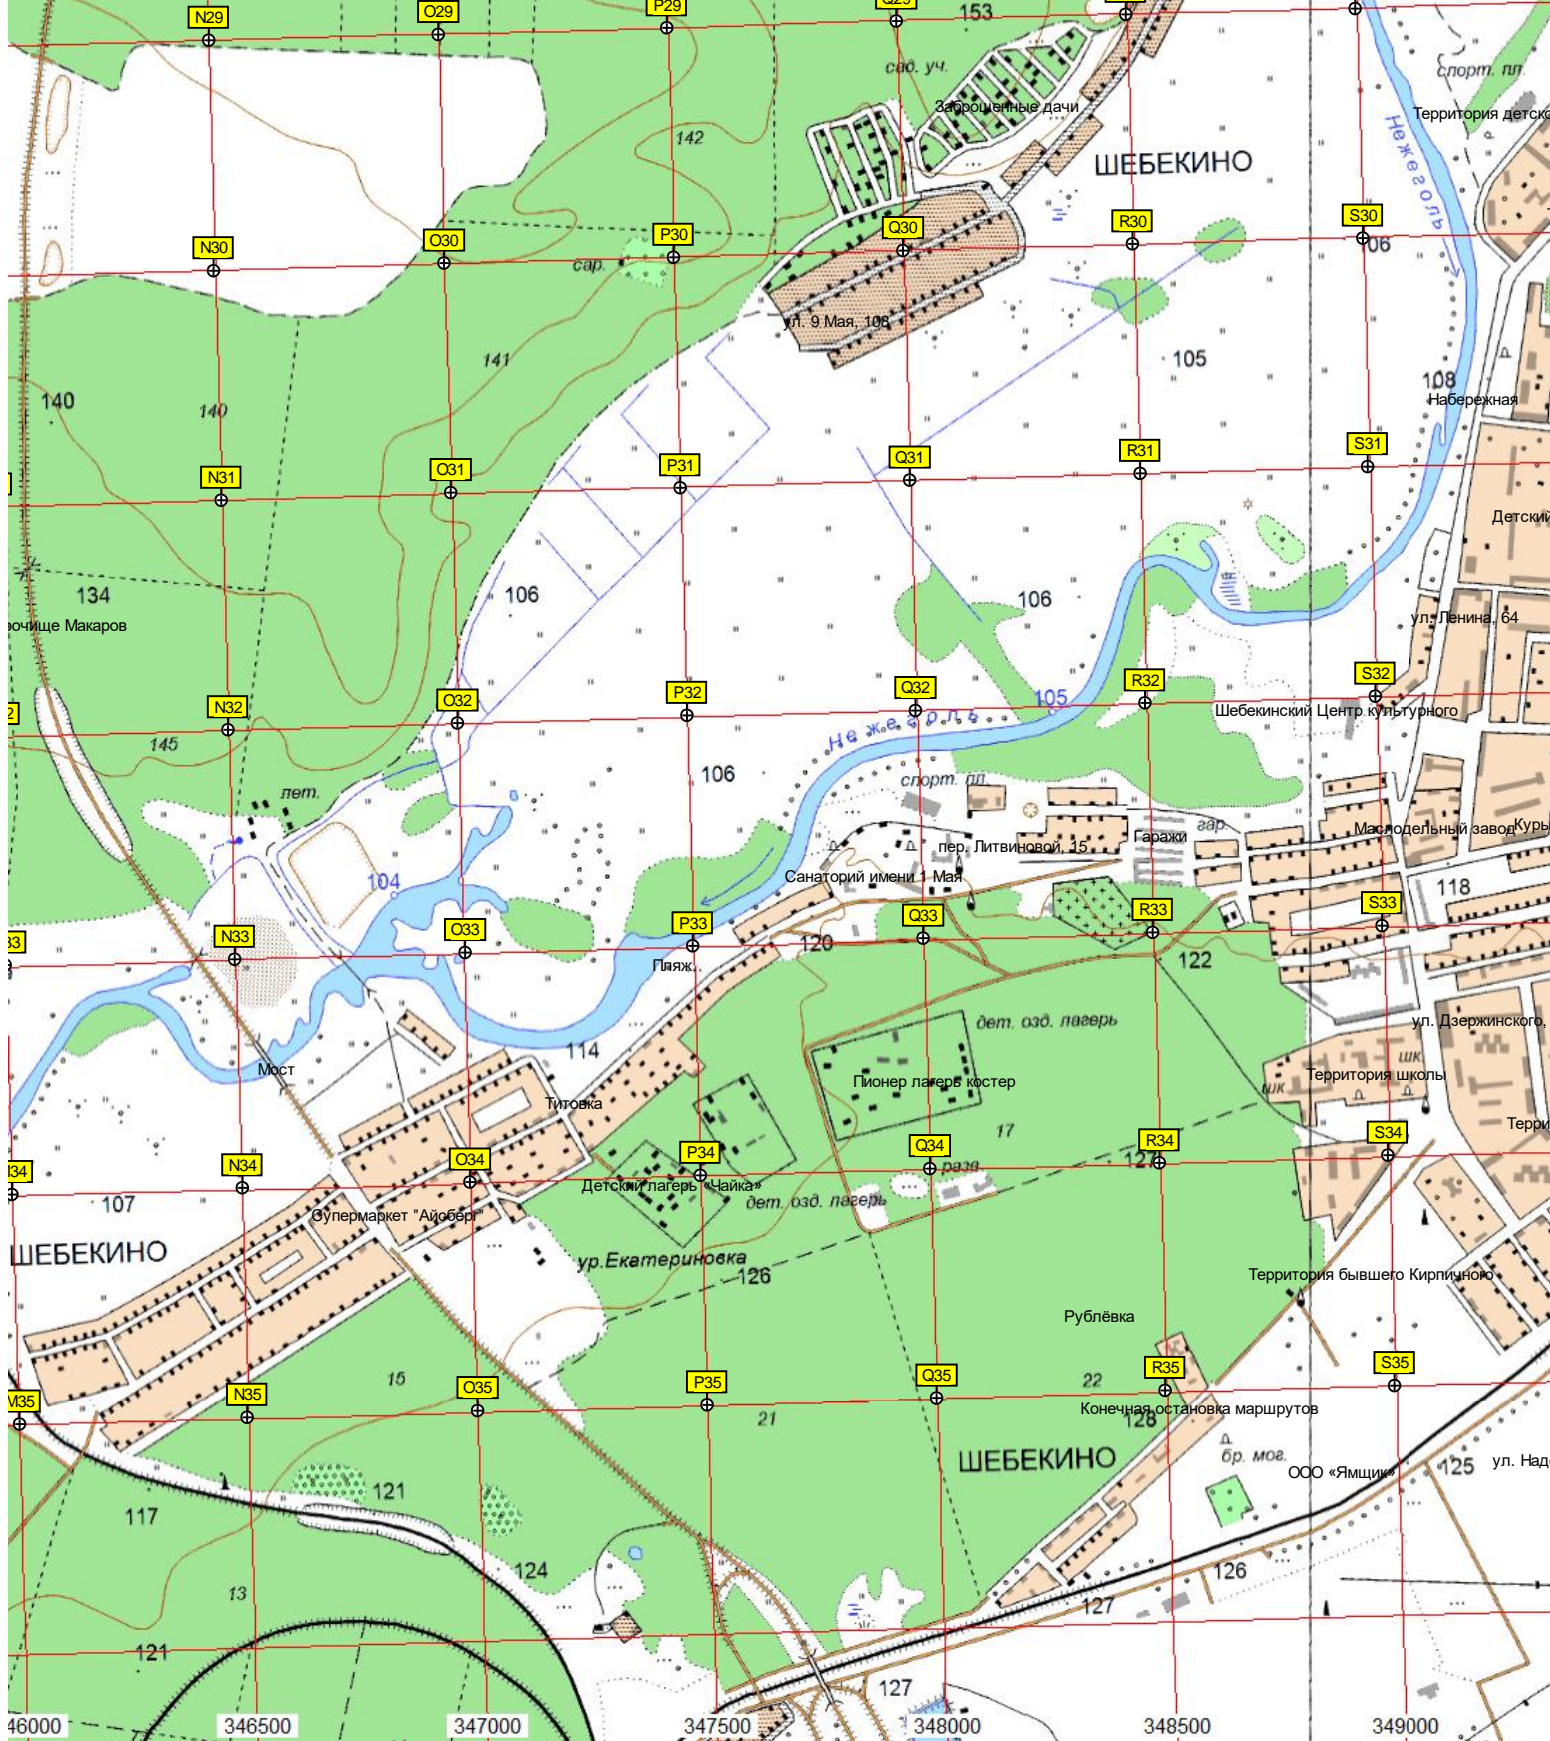 N29
O29
P29
153
сад. уч.
спорт. пл.
Заброшенные дачи
142
ШЕБЕКИНО
Нежеголь
N30
O30
P30
Q30
R30
S30
106
сар.
ул. 9 Мая, 108
141
105
140
140
108
Набережная
N31
O31
P31
Q31
R31
S31
134
106
106
ул. Ленина, 64
N32
O32
P32
Q32
R32
S32
105
Нежеголь
Шебекинский Центр культурного
145
106
лет.
спорт. пл.
гар.
Гаражи
Маслодельный завод
пер. Литвиновой, 15
Санаторий имени 1 Мая
104
118
N33
O33
P33
Q33
R33
S33
120
Пляж
122
дет. озд. лагерь
ул. Дзержинского,
114
шк.
Мост
Пионер лагерь костер
Территория школы
шк.
Титовка
17
N34
O34
P34
Q34
R34
S34
127
разв.
Детский лагерь «Чайка»
дет. озд. лагерь
107
Супермаркет "Айсберг"
ШЕБЕКИНО
ур.Екатериновка
126
Территория бывшего Кирпичного
Рублёвка
15
22
M35
N35
O35
P35
Q35
R35
S35
21
Конечная остановка маршрутов
128
ШЕБЕКИНО
бр. мог.
ООО «Ямщик»
125
121
117
124
126
13
127
121
127
46000
346500
347000
347500
348000
348500
349000